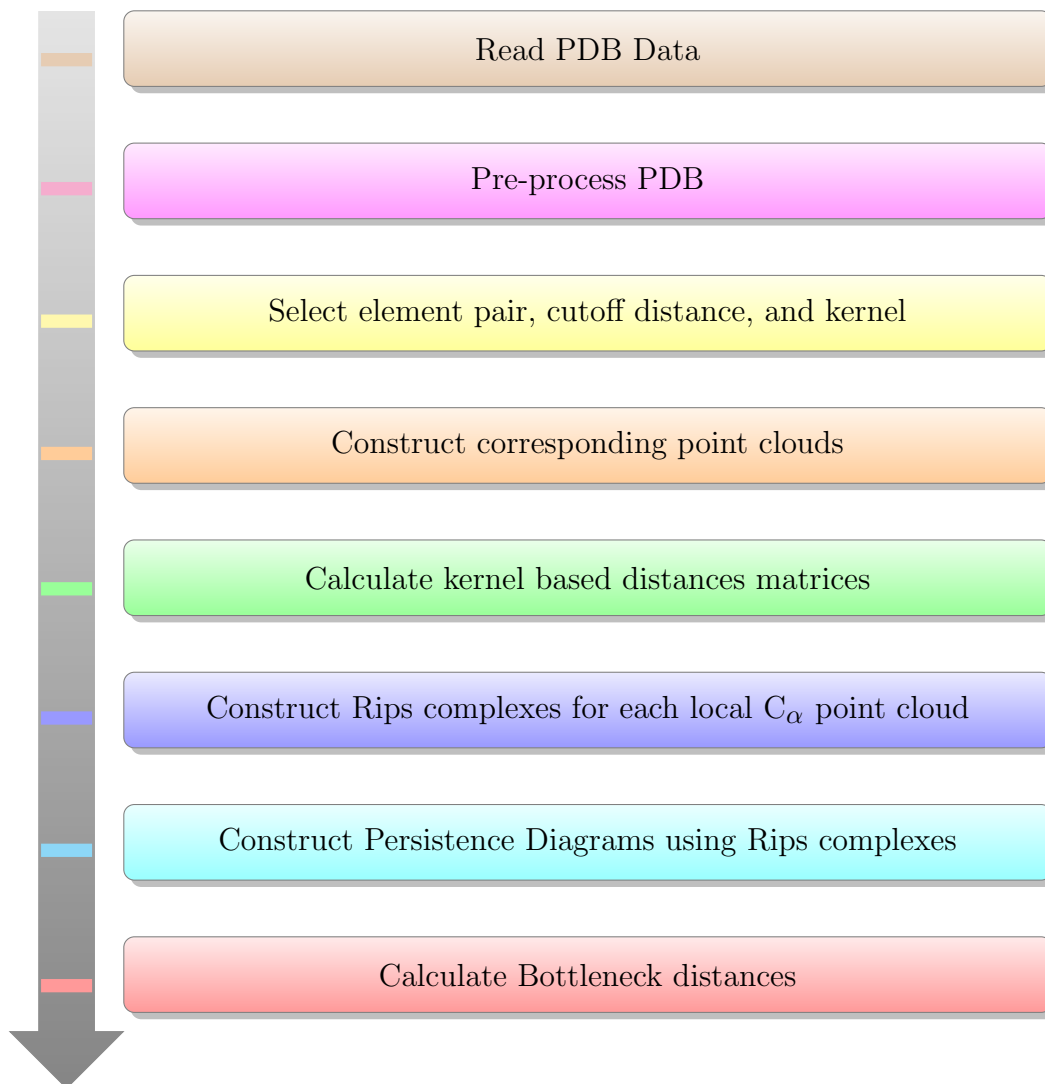 Read PDB Data
Pre-process PDB
Select element pair, cutoff distance, and kernel
Construct corresponding point clouds
Calculate kernel based distances matrices
Construct Rips complexes for each local Cα point cloud
Construct Persistence Diagrams using Rips complexes
Calculate Bottleneck distances